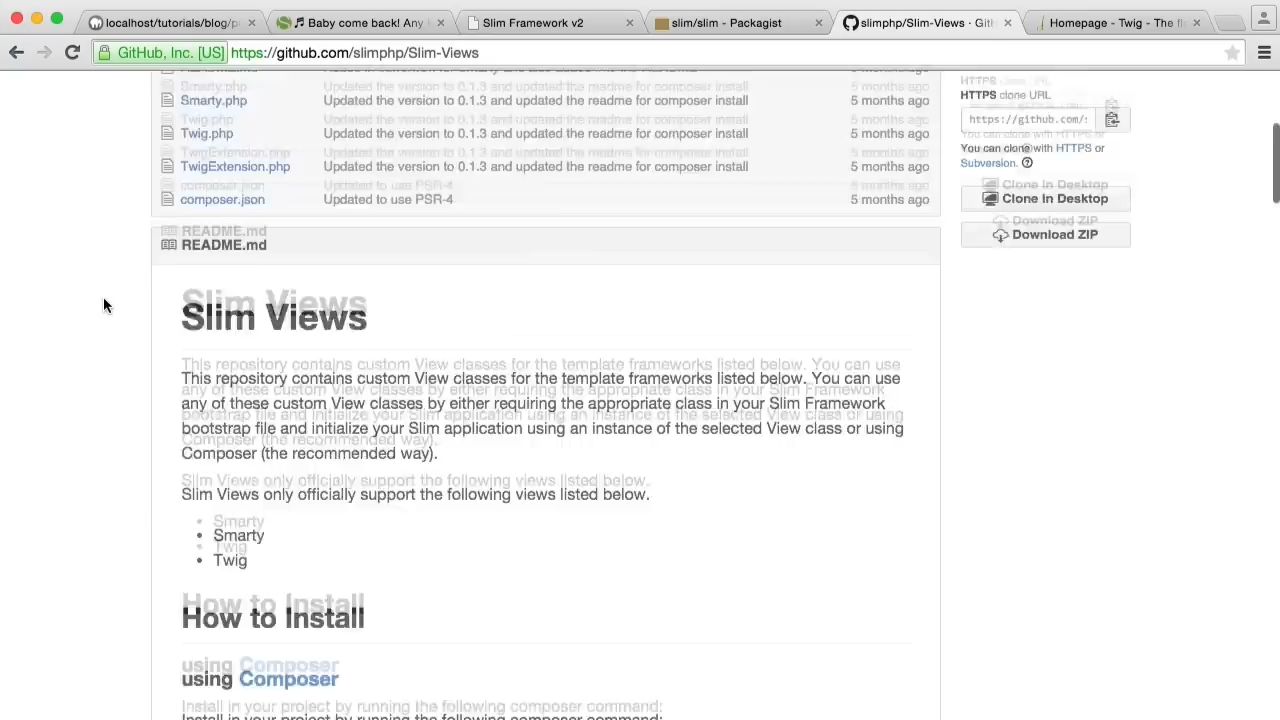 localhost/tutorials/blog/p
♬ Baby come back! Any
Slim Framework v2
slim/slim - Packagist
slimphp/Slim-Views · Gith
Homepage - Twig - The fl
GitHub, Inc. [US] https://github.com/slimphp/Slim-Views
Smarty.php Updated the version to 0.1.3 and updated the readme for composer install 5 months ago
Twig.php Updated the version to 0.1.3 and updated the readme for composer install 5 months ago
TwigExtension.php Updated the version to 0.1.3 and updated the readme for composer install 5 months ago
composer.json Updated to use PSR-4 5 months ago
HTTPS clone URL
https://github.com/s
You can clone with HTTPS or
Subversion.
Clone in Desktop
Download ZIP
README.md
Slim Views
This repository contains custom View classes for the template frameworks listed below. You can use
any of these custom View classes by either requiring the appropriate class in your Slim Framework
bootstrap file and initialize your Slim application using an instance of the selected View class or using
Composer (the recommended way).
Slim Views only officially support the following views listed below.
• Smarty
• Twig
How to Install
using Composer
Install in your project by running the following composer command: